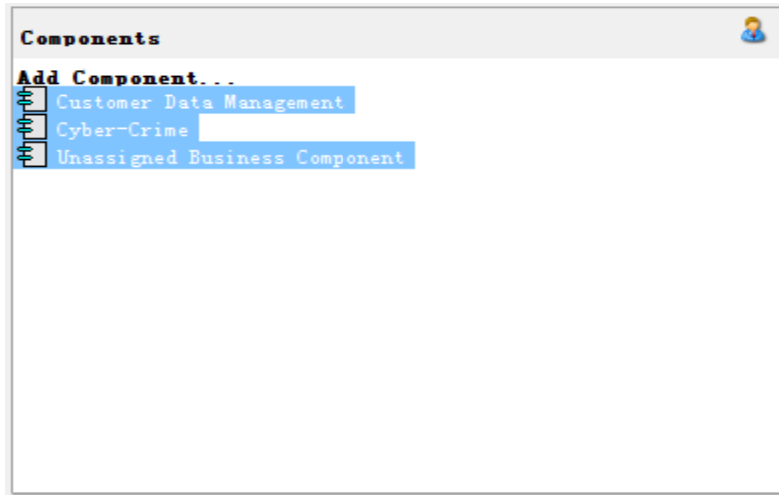 Components
Add Component...
Customer Data Management
Cyber-Crime
Unassigned Business Component